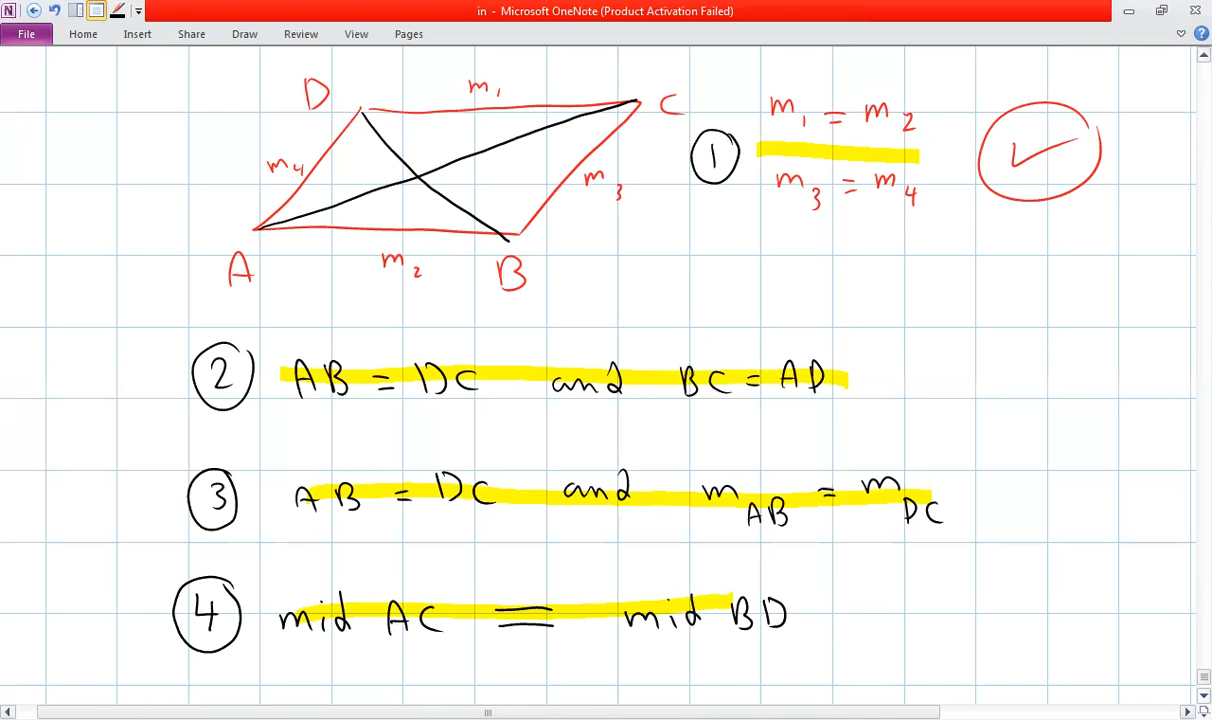 in - Microsoft OneNote (Product Activation Failed)
File Home Insert Share Draw Review View Pages
D m₁ C
m₄ m₃
A m₂ B
① m₁ = m₂
m₃ = m₄
② AB = DC and BC = AD
③ AB = DC and m_AB = m_DC
④ mid AC = mid BD